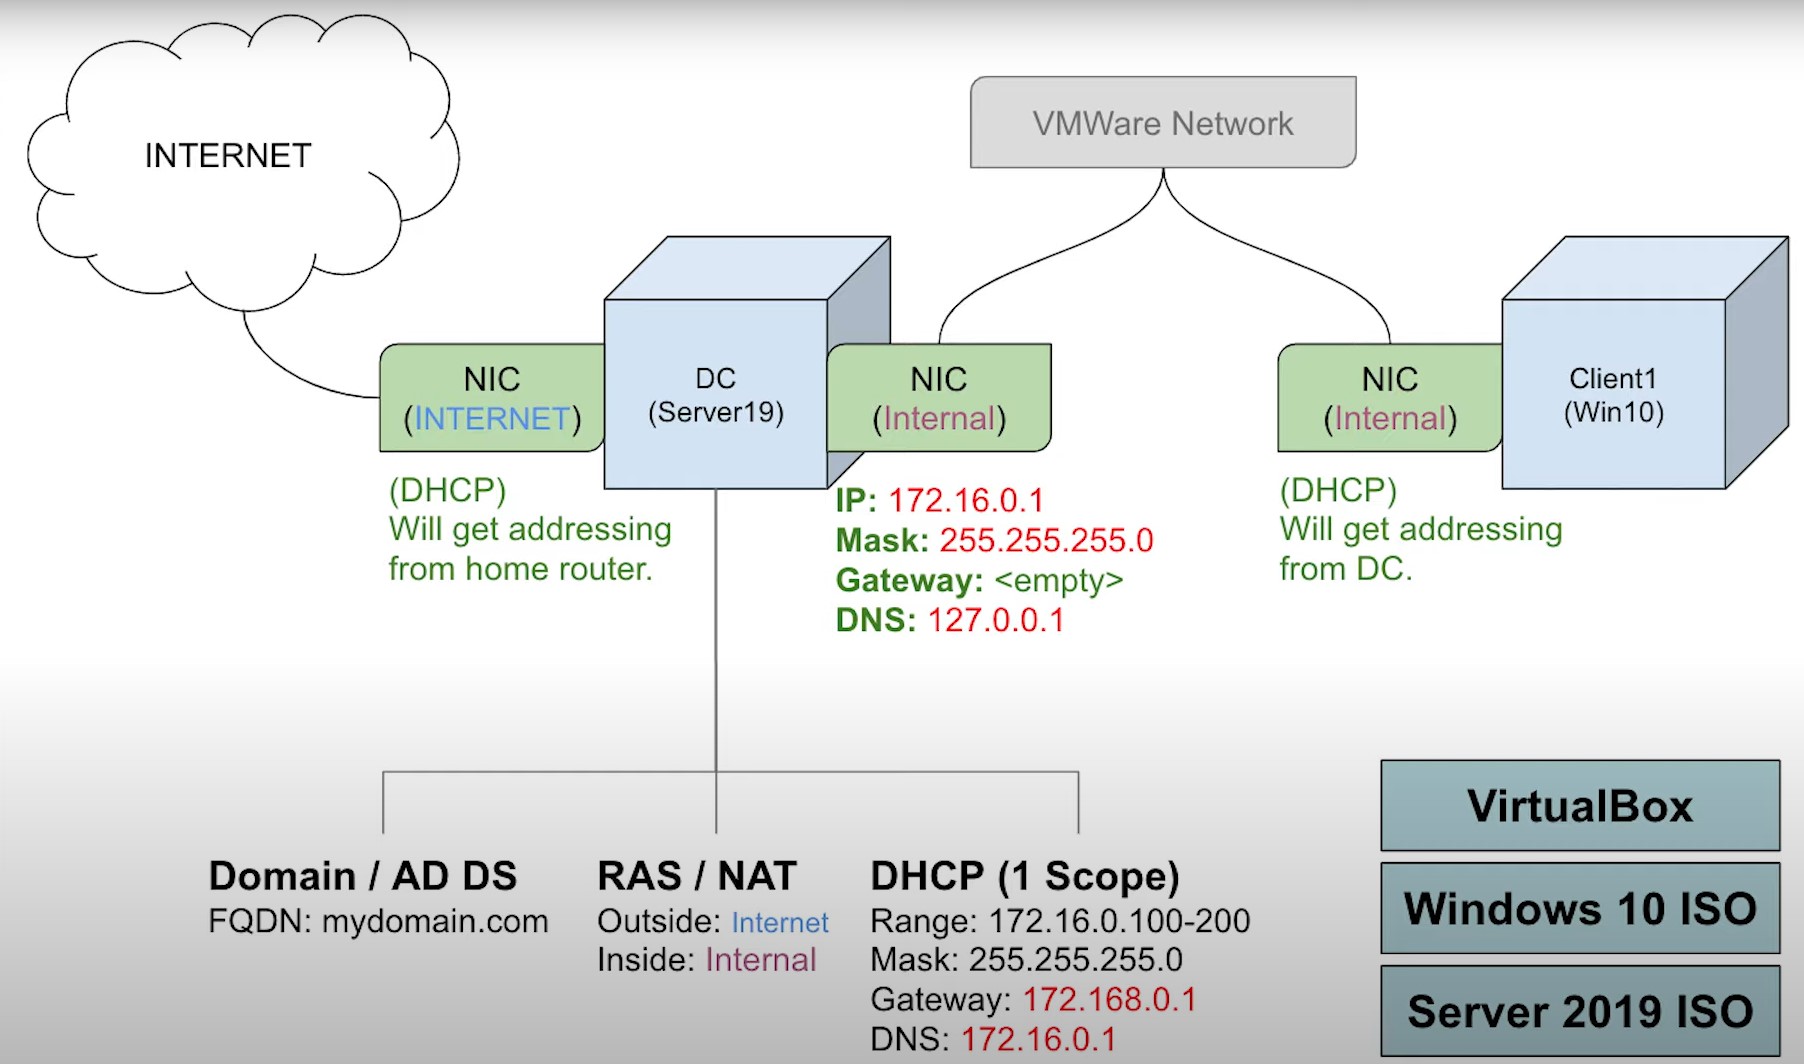 INTERNET
VMWare Network
NIC
(INTERNET)
DC
(Server19)
NIC
(Internal)
NIC
(Internal)
Client1
(Win10)
(DHCP)
Will get addressing
from home router.
IP: 172.16.0.1
Mask: 255.255.255.0
Gateway: <empty>
DNS: 127.0.0.1
(DHCP)
Will get addressing
from DC.
Domain / AD DS
FQDN: mydomain.com
RAS / NAT
Outside: Internet
Inside: Internal
DHCP (1 Scope)
Range: 172.16.0.100-200
Mask: 255.255.255.0
Gateway: 172.168.0.1
DNS: 172.16.0.1
VirtualBox
Windows 10 ISO
Server 2019 ISO